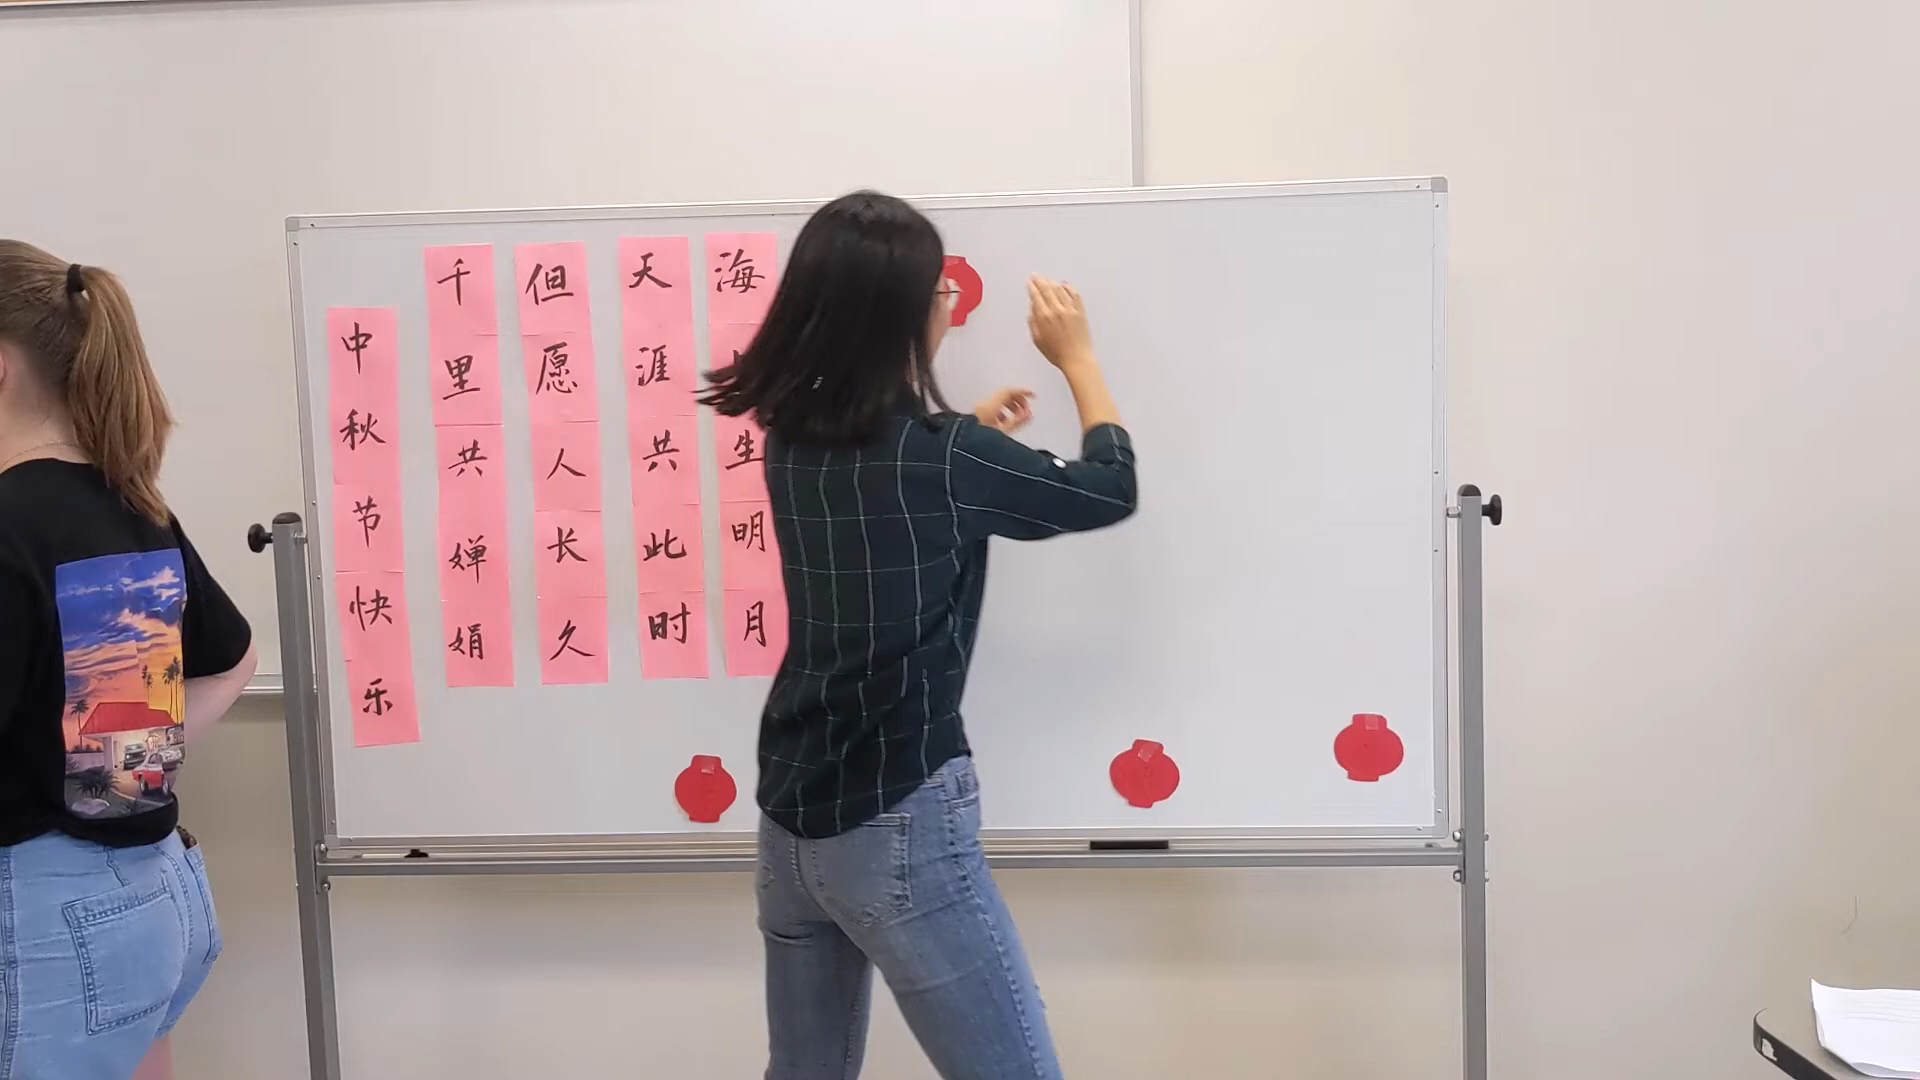 海生明月
天涯共此时
但愿人长久
千里共婵娟
中秋节快乐